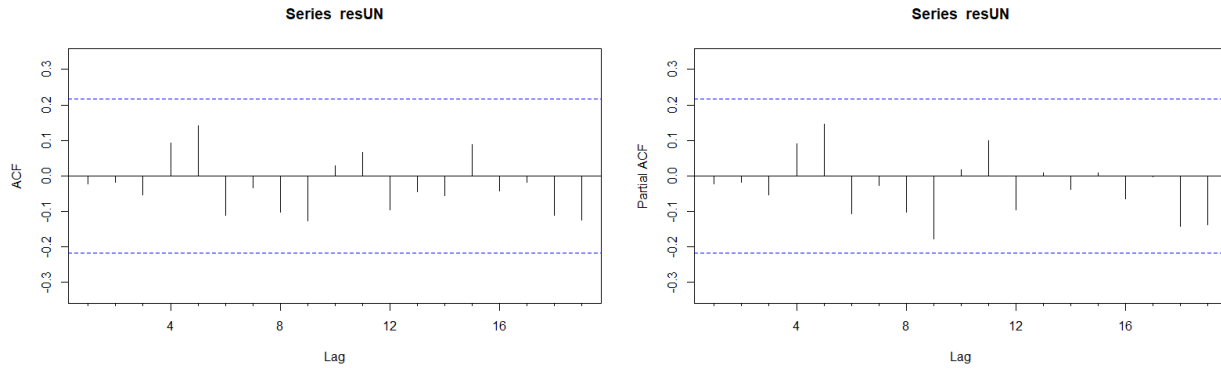 Series resUN
ACF
0.3
0.2
0.1
0.0
-0.1
-0.2
-0.3
4 8 12 16
Lag
Series resUN
Partial ACF
0.3
0.2
0.1
0.0
-0.1
-0.2
-0.3
4 8 12 16
Lag